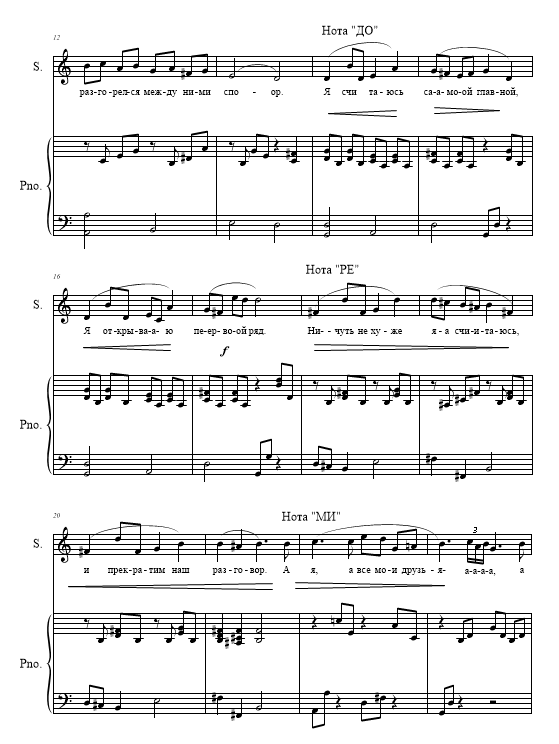 Нота "ДО"
12
S.
раз-го-рел-ся меж-ду ни-ми спо - ор. Я счи та-юсь са-а-мо-ой глав-ной,
Pno.
Нота "РЕ"
16
S.
Я от-кры-ва-а-ю пе-ер-во-ой ряд. Ни- - чуть не ху - же я-а счи-и-та-юсь,
f
Pno.
Нота "МИ"
20
S.
3
и прек-ра-тим наш раз-го-вор. А я, а все мо-и друзь-я- а-а-а-а, а
Pno.